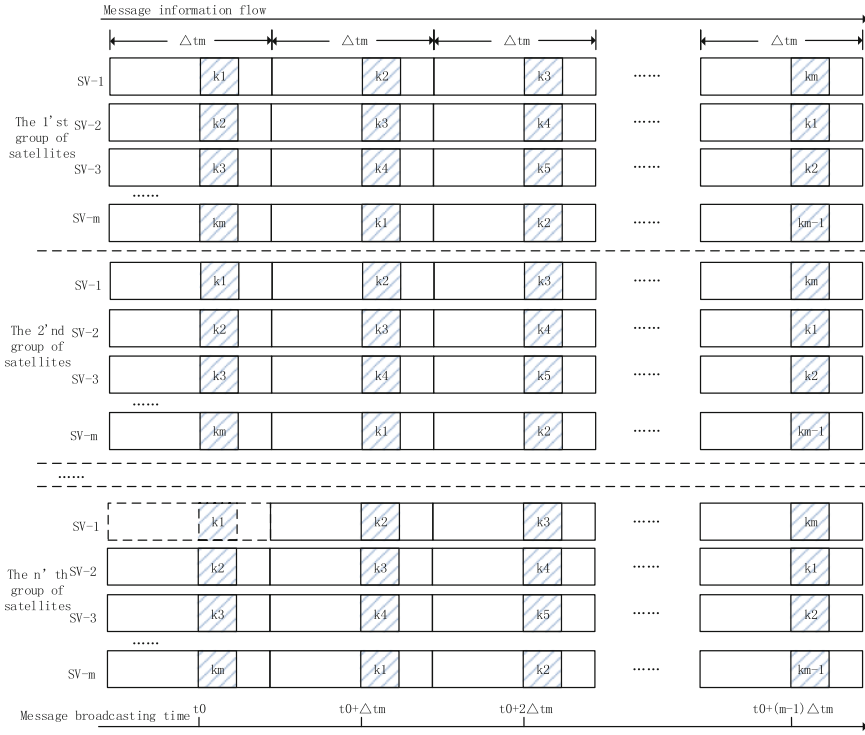 Message information flow
△tm △tm △tm △tm
SV-1 k1 k2 k3 …… km
The 1'st group of satellites
SV-2 k2 k3 k4 …… k1
SV-3 k3 k4 k5 …… k2
……
SV-m km k1 k2 …… km-1
SV-1 k1 k2 k3 …… km
The 2'nd group of satellites
SV-2 k2 k3 k4 …… k1
SV-3 k3 k4 k5 …… k2
……
SV-m km k1 k2 …… km-1
……
SV-1 k1 k2 k3 …… km
The n' th group of satellites
SV-2 k2 k3 k4 …… k1
SV-3 k3 k4 k5 …… k2
……
SV-m km k1 k2 …… km-1
Message broadcasting time t0 t0+△tm t0+2△tm t0+(m-1)△tm